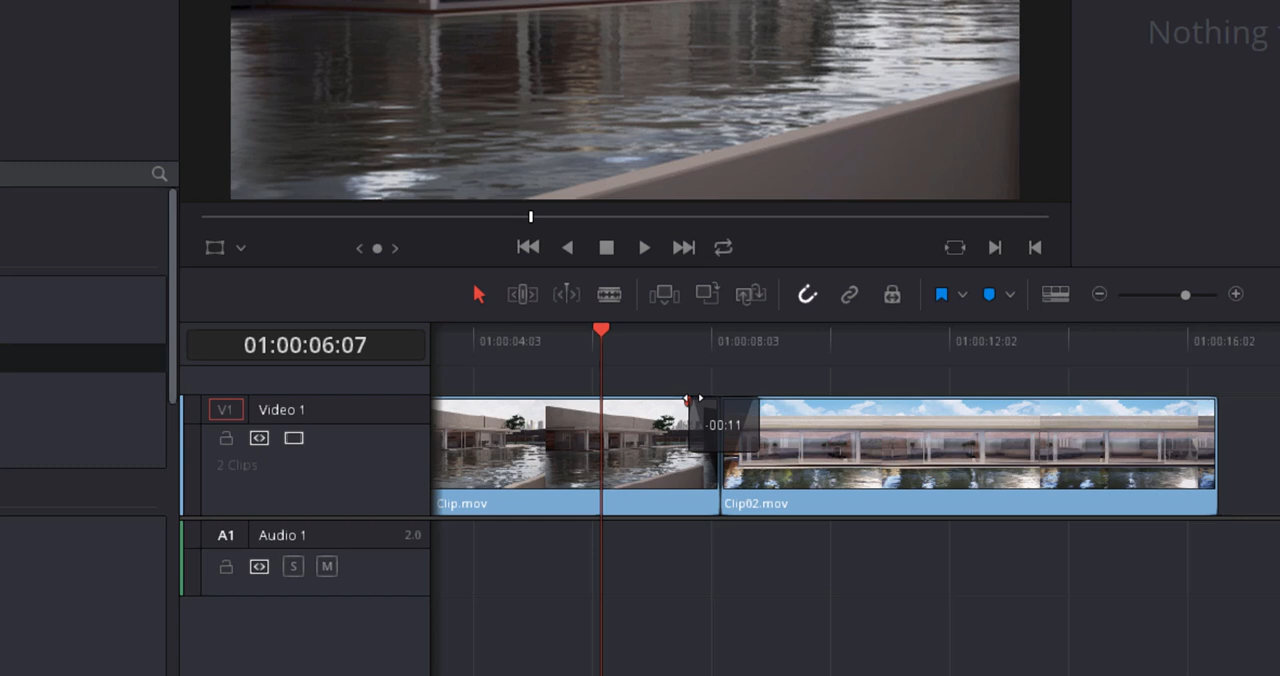 Nothing
01:00:06:07
01:00:04:03
01:00:08:03
01:00:12:02
01:00:16:02
V1 Video 1
2 Clips
-00:11
Clip.mov
Clip02.mov
A1 Audio 1 2.0
S M